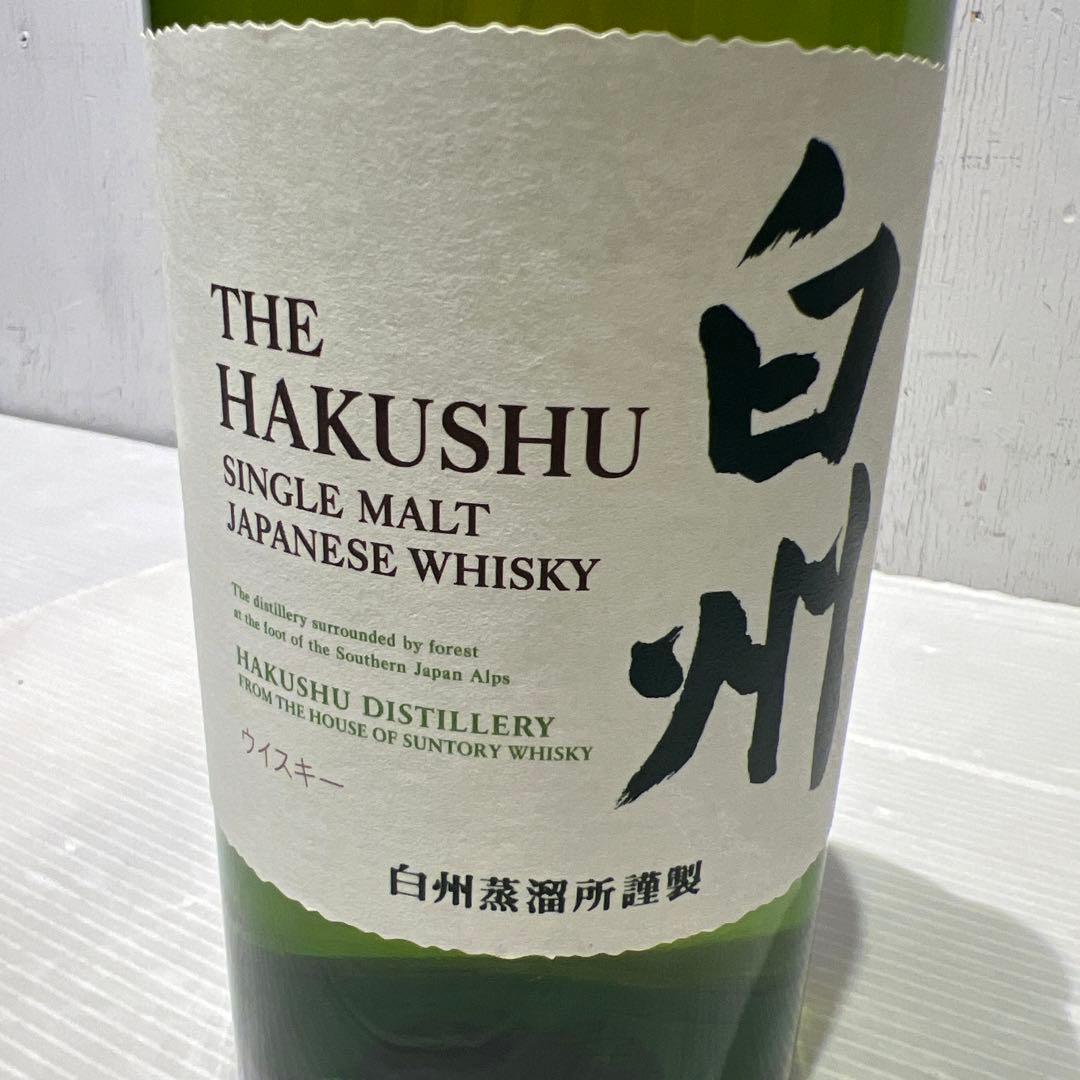 白州
THE
HAKUSHU
SINGLE MALT
JAPANESE WHISKY
The distillery surrounded by forest
at the foot of the Southern Japan Alps
HAKUSHU DISTILLERY
FROM THE HOUSE OF SUNTORY WHISKY
ウイスキー
白州蒸溜所謹製